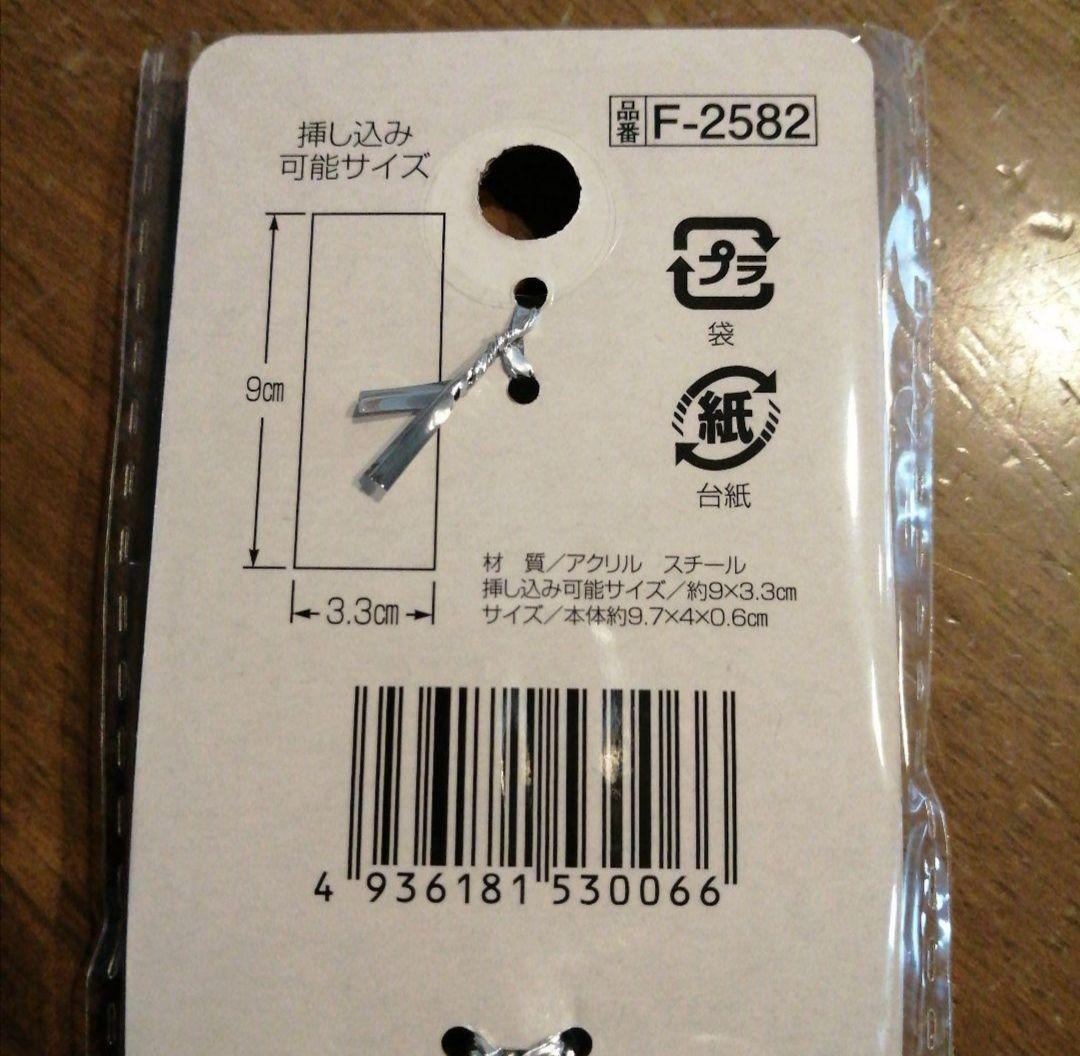 品番 F-2582
挿し込み
可能サイズ
プラ
袋
9㎝
紙
台紙
3.3㎝
材　質／アクリル　スチール
挿し込み可能サイズ／約9×3.3㎝
サイズ／本体約9.7×4×0.6㎝
4 936181 530066